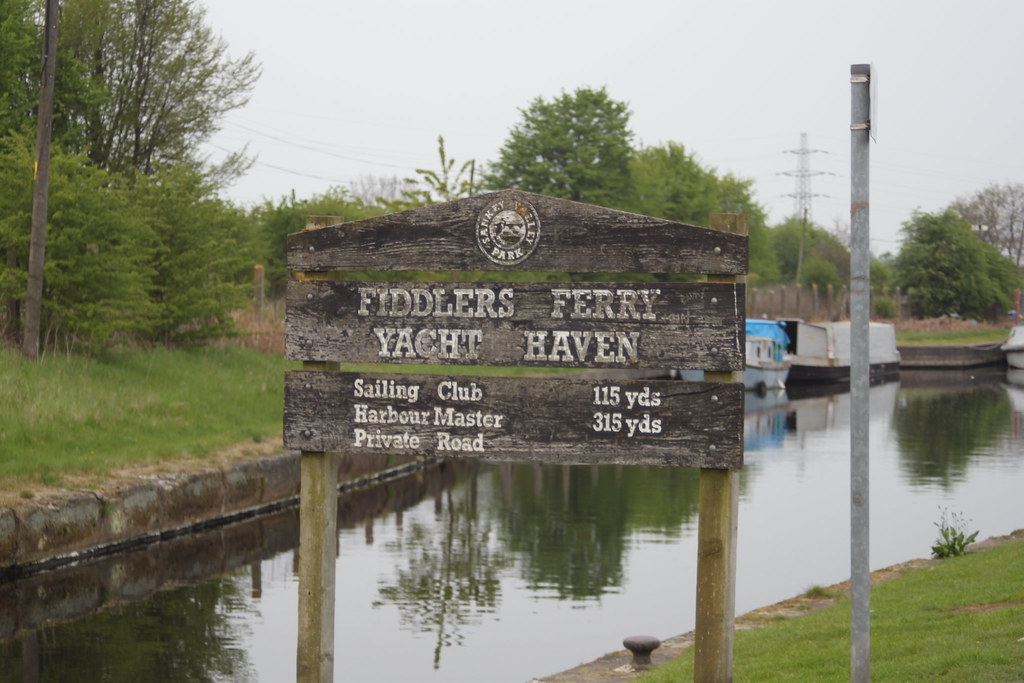 SANKEY VALLEY
PARK
FIDDLERS FERRY
YACHT HAVEN
Sailing Club 115 yds
Harbour Master 315 yds
Private Road